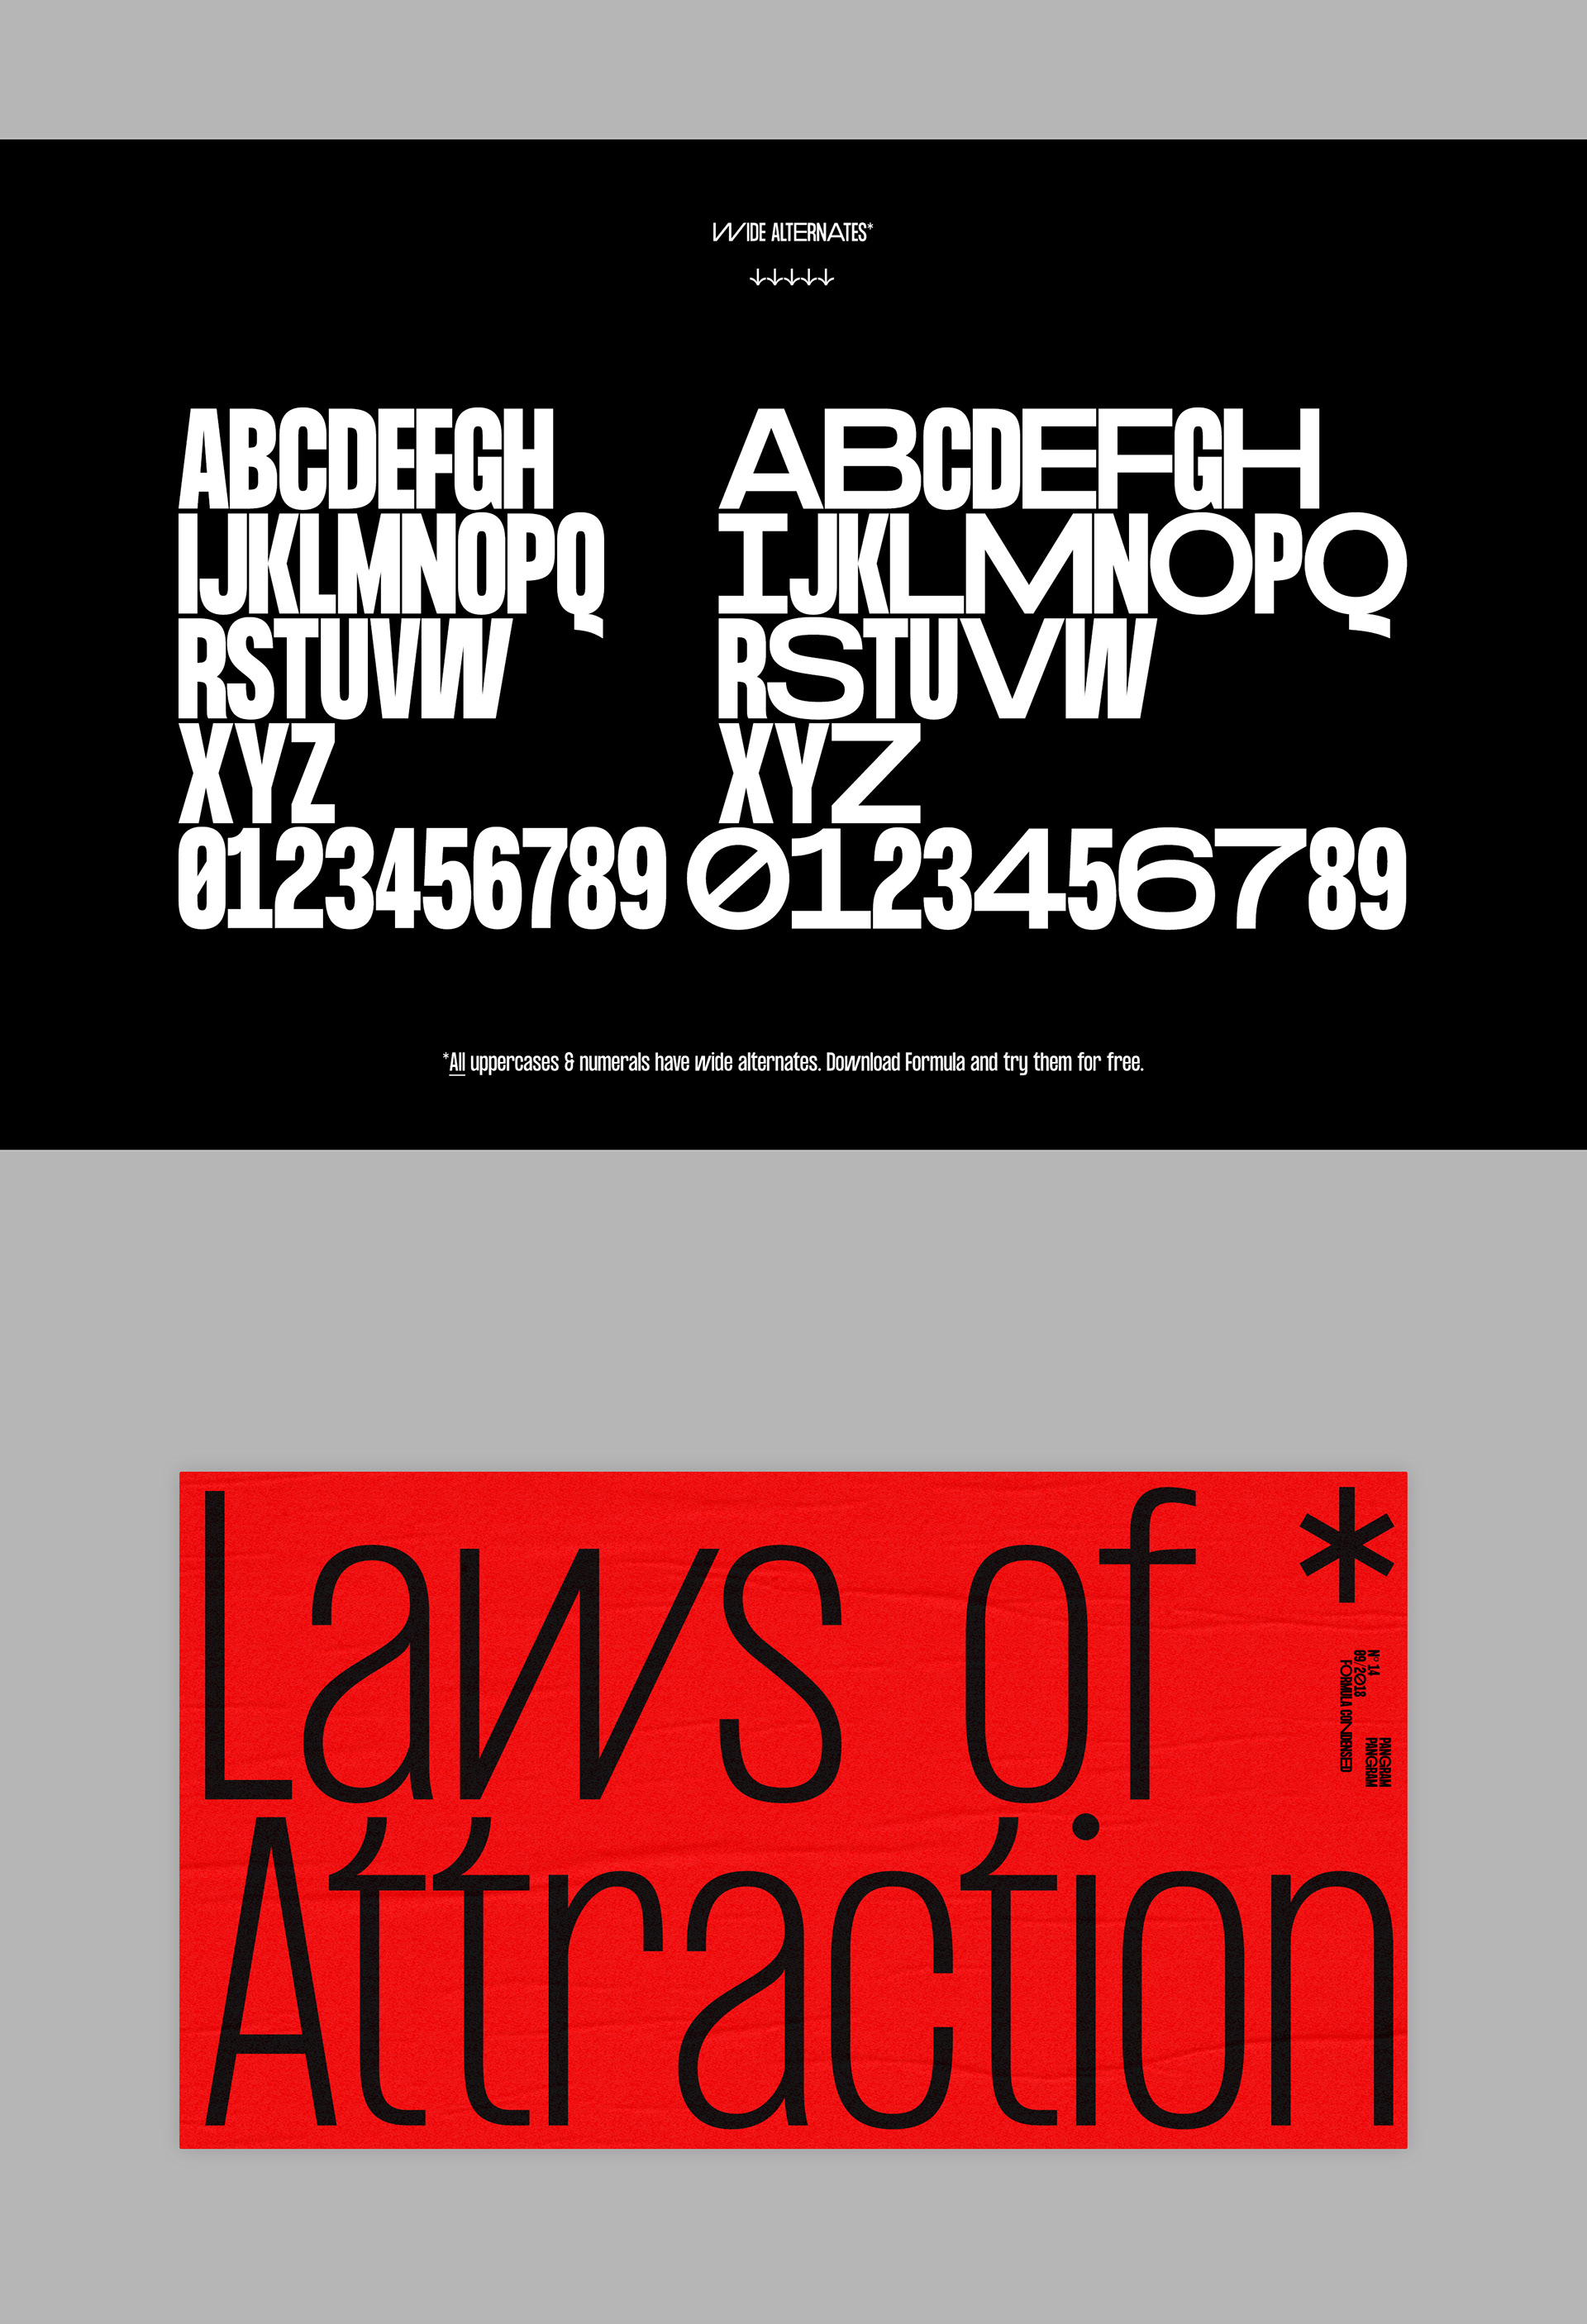 WIDE ALTERNATES*
↓↓↓↓↓
ABCDEFGH
IJKLMNOPQ
RSTUVW
XYZ
0123456789
ABCDEFGH
IJKLMNOPQ
RSTUVW
XYZ
0123456789
*All uppercases & numerals have wide alternates. Download Formula and try them for free.
Laws of *
Attraction
Nº 14
09/2018
FORMULA CONDENSED
PANGRAM
PANGRAM